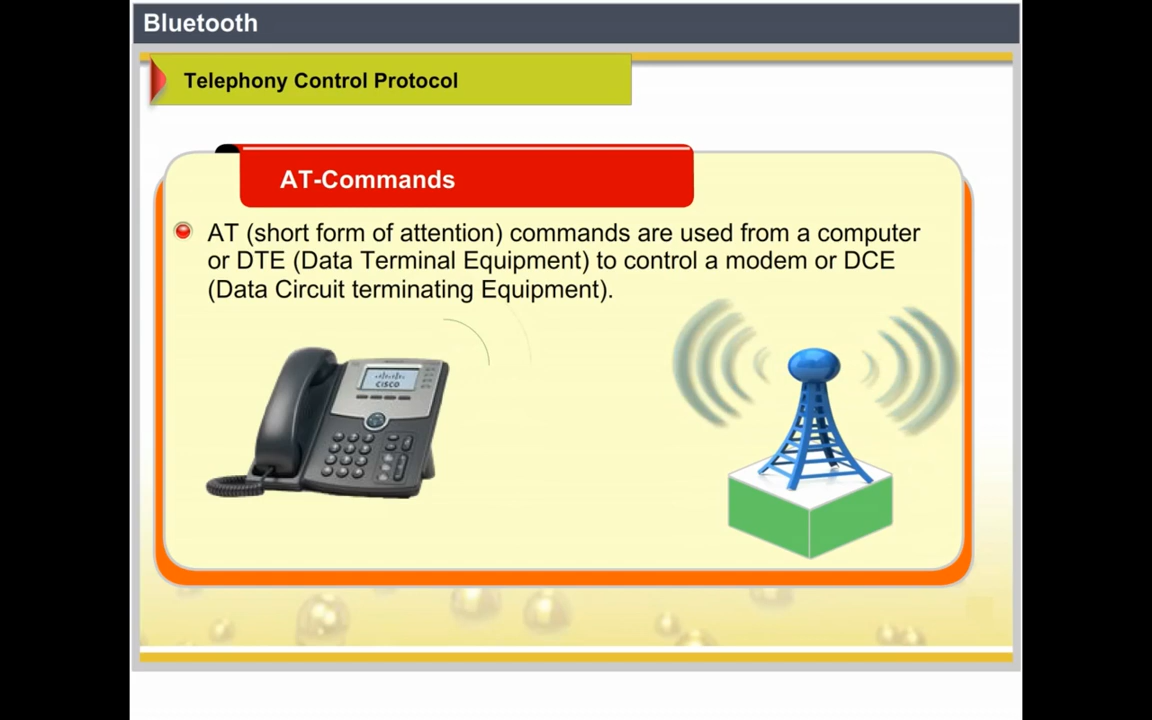 Bluetooth
Telephony Control Protocol
AT-Commands
AT (short form of attention) commands are used from a computer
or DTE (Data Terminal Equipment) to control a modem or DCE
(Data Circuit terminating Equipment).
CISCO